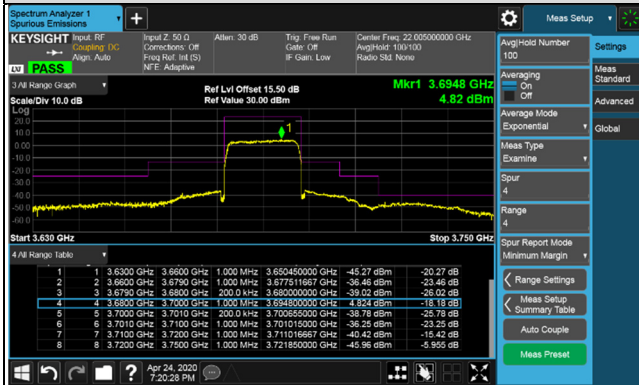 Spectrum Analyzer 1
Spurious Emissions
+
Meas Setup
KEYSIGHT
Input: RF
Coupling: DC
Align: Auto
Input Z: 50 Ω
Corrections: Off
Freq Ref: Int (S)
NFE: Adaptive
Atten: 30 dB
Trig: Free Run
Gate: Off
IF Gain: Low
Center Freq: 22.005000000 GHz
Avg|Hold: 100/100
Radio Std: None
LXI PASS
3 All Range Graph
Scale/Div 10.0 dB
Ref Lvl Offset 15.50 dB
Ref Value 30.00 dBm
Mkr1 3.6948 GHz
4.82 dBm
Log
20.0
10.0
0.00
-10.0
-20.0
-30.0
-40.0
-50.0
-60.0
1
Start 3.630 GHz
Stop 3.750 GHz
4 All Range Table
1 1 3.6300 GHz 3.6600 GHz 1.000 MHz 3.650450000 GHz -45.27 dBm -20.27 dB
2 2 3.6600 GHz 3.6790 GHz 1.000 MHz 3.677511667 GHz -36.46 dBm -23.46 dB
3 3 3.6790 GHz 3.6800 GHz 200.0 kHz 3.680000000 GHz -39.02 dBm -26.02 dB
4 4 3.6800 GHz 3.7000 GHz 1.000 MHz 3.694800000 GHz 4.824 dBm -18.18 dB
5 5 3.7000 GHz 3.7010 GHz 200.0 kHz 3.700655000 GHz -38.78 dBm -25.78 dB
6 6 3.7010 GHz 3.7100 GHz 1.000 MHz 3.701015000 GHz -36.25 dBm -23.25 dB
7 7 3.7100 GHz 3.7200 GHz 1.000 MHz 3.711016667 GHz -40.42 dBm -15.42 dB
8 8 3.7200 GHz 3.7500 GHz 1.000 MHz 3.721850000 GHz -45.96 dBm -5.955 dB
Apr 24, 2020
7:20:28 PM
?
Avg|Hold Number
100
Averaging
On
Off
Average Mode
Exponential
Meas Type
Examine
Spur
4
Range
4
Spur Report Mode
Minimum Margin
Range Settings
Meas Setup
Summary Table
Auto Couple
Meas Preset
Settings
Meas
Standard
Advanced
Global